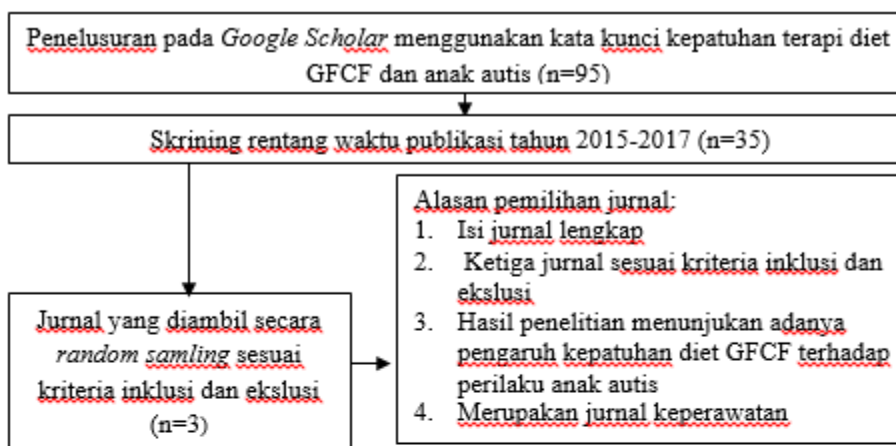 Penelusuran pada Google Scholar menggunakan kata kunci kepatuhan terapi diet
GFCF dan anak autis (n=95)
Skrining rentang waktu publikasi tahun 2015-2017 (n=35)
Alasan pemilihan jurnal:
1. Isi jurnal lengkap
2. Ketiga jurnal sesuai kriteria inklusi dan
ekslusi
3. Hasil penelitian menunjukan adanya
pengaruh kepatuhan diet GFCF terhadap
perilaku anak autis
4. Merupakan jurnal keperawatan
Jurnal yang diambil secara
random samling sesuai
kriteria inklusi dan ekslusi
(n=3)